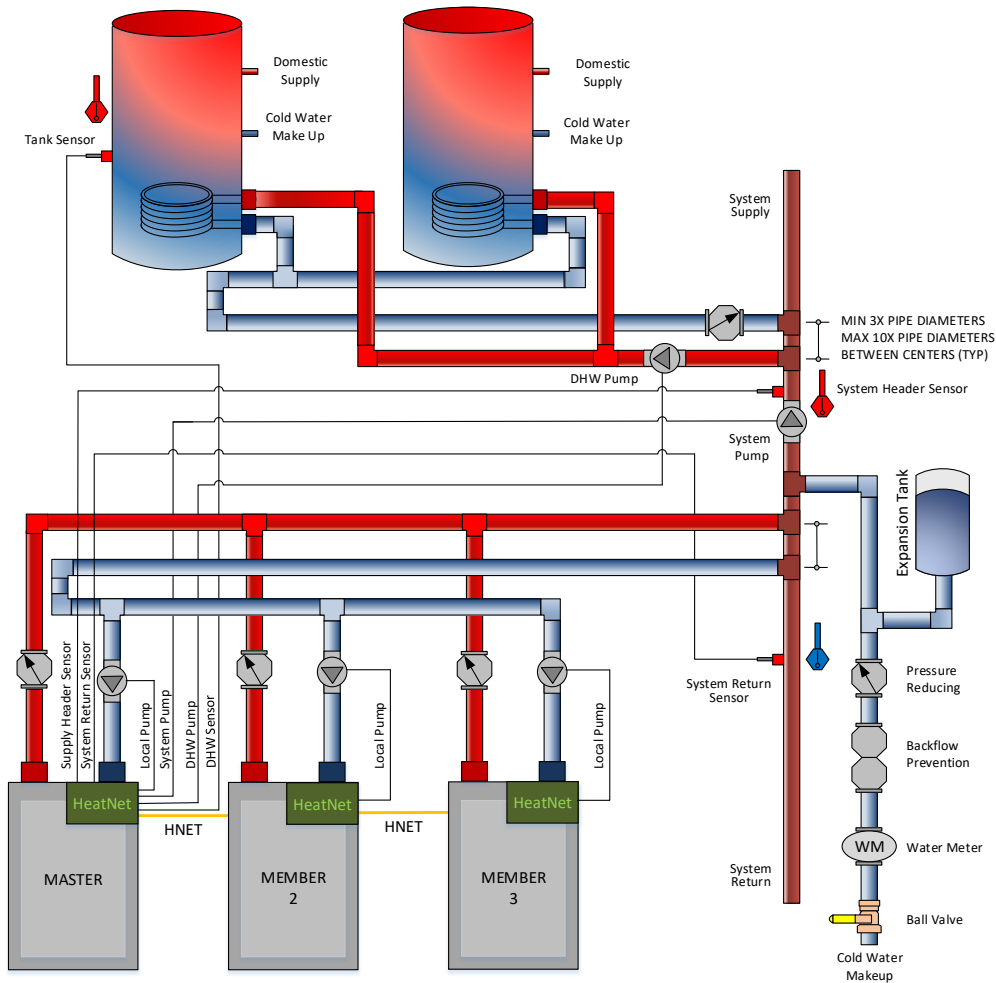 Domestic
Supply
Cold Water
Make Up
Tank Sensor
Domestic
Supply
Cold Water
Make Up
System
Supply
MIN 3X PIPE DIAMETERS
MAX 10X PIPE DIAMETERS
BETWEEN CENTERS (TYP)
DHW Pump
System Header Sensor
System
Pump
Expansion Tank
Supply Header Sensor
System Return Sensor
Local Pump
System Pump
DHW Pump
DHW Sensor
Local Pump
Local Pump
System Return
Sensor
Pressure
Reducing
Backflow
Prevention
HeatNet
HNET
HeatNet
HNET
HeatNet
MASTER
MEMBER
2
MEMBER
3
WM
Water Meter
System
Return
Ball Valve
Cold Water
Makeup